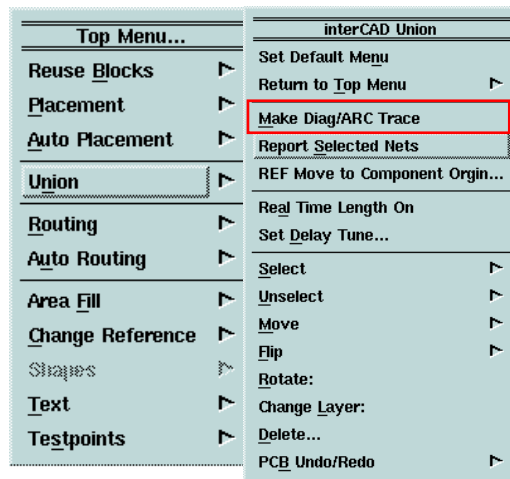 Top Menu...
Reuse Blocks
Placement
Auto Placement
Union
Routing
Auto Routing
Area Fill
Change Reference
Shapes
Text
Testpoints
interCAD Union
Set Default Menu
Return to Top Menu
Make Diag/ARC Trace
Report Selected Nets
REF Move to Component Orgin...
Real Time Length On
Set Delay Tune...
Select
Unselect
Move
Flip
Rotate:
Change Layer:
Delete...
PCB Undo/Redo